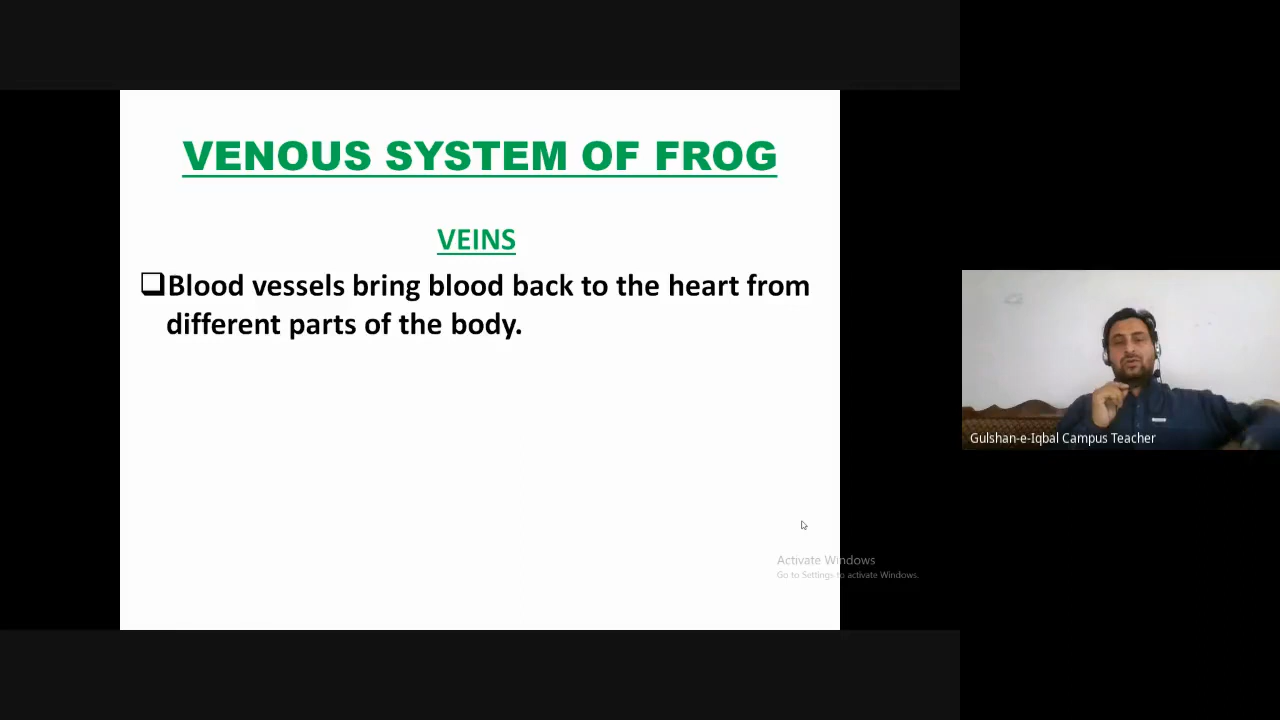 VENOUS SYSTEM OF FROG
VEINS
❑Blood vessels bring blood back to the heart from
different parts of the body.
Gulshan-e-Iqbal Campus Teacher
Activate Windows
Go to Settings to activate Windows.